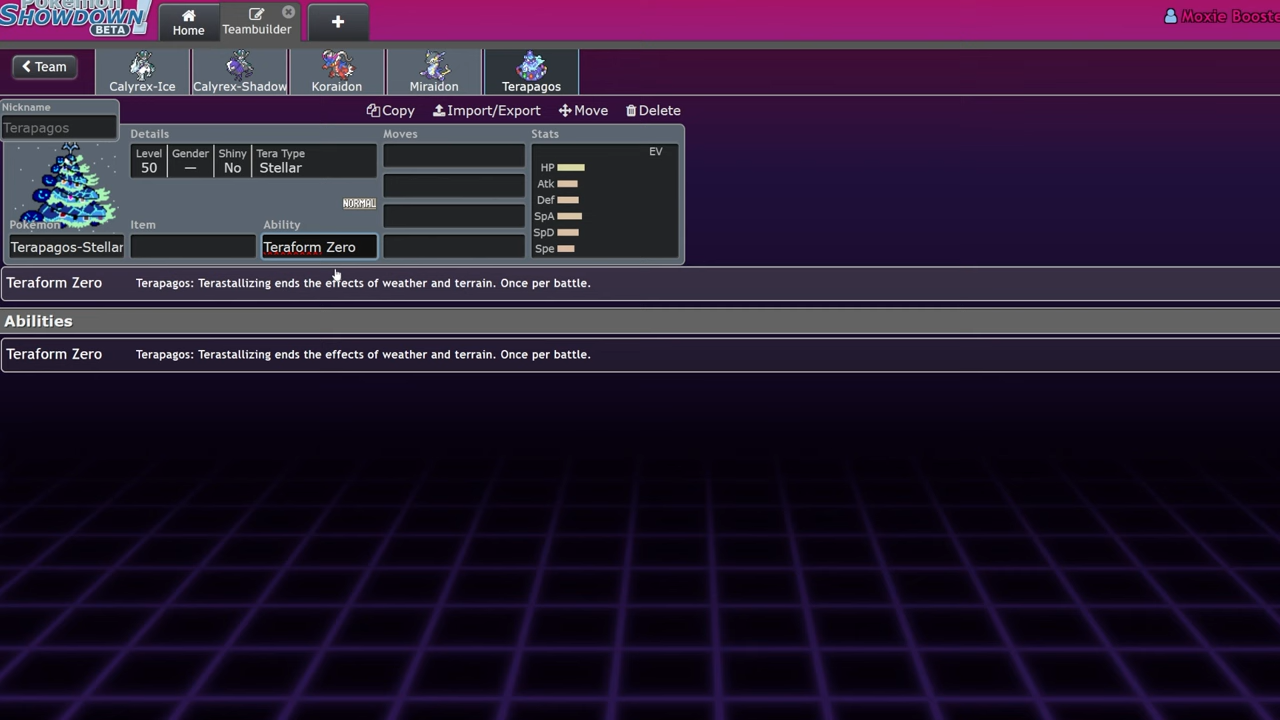 Pokémon
SHOWDOWN!
BETA
Home
Teambuilder
+
Moxie Booste
Team
Calyrex-Ice
Calyrex-Shadow
Koraidon
Miraidon
Terapagos
Copy
Import/Export
Move
Delete
Nickname
Terapagos
Details
Moves
Stats
Level
Gender
Shiny
Tera Type
50
—
No
Stellar
EV
HP
Atk
Def
SpA
SpD
Spe
NORMAL
Pokémon
Item
Ability
Terapagos-Stellar
Teraform Zero
Teraform Zero Terapagos: Terastallizing ends the effects of weather and terrain. Once per battle.
Abilities
Teraform Zero Terapagos: Terastallizing ends the effects of weather and terrain. Once per battle.